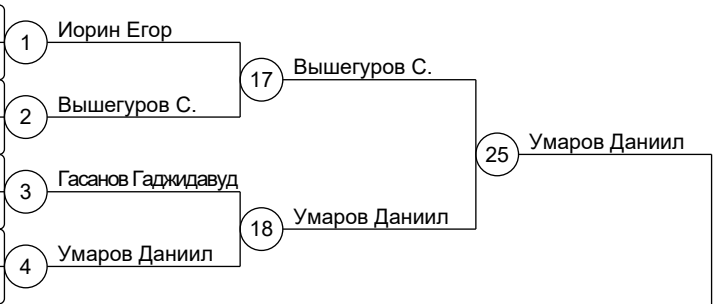 1 Иорин Егор
17 Вышегуров С.
2 Вышегуров С.
25 Умаров Даниил
3 Гасанов Гаджидавуд
18 Умаров Даниил
4 Умаров Даниил